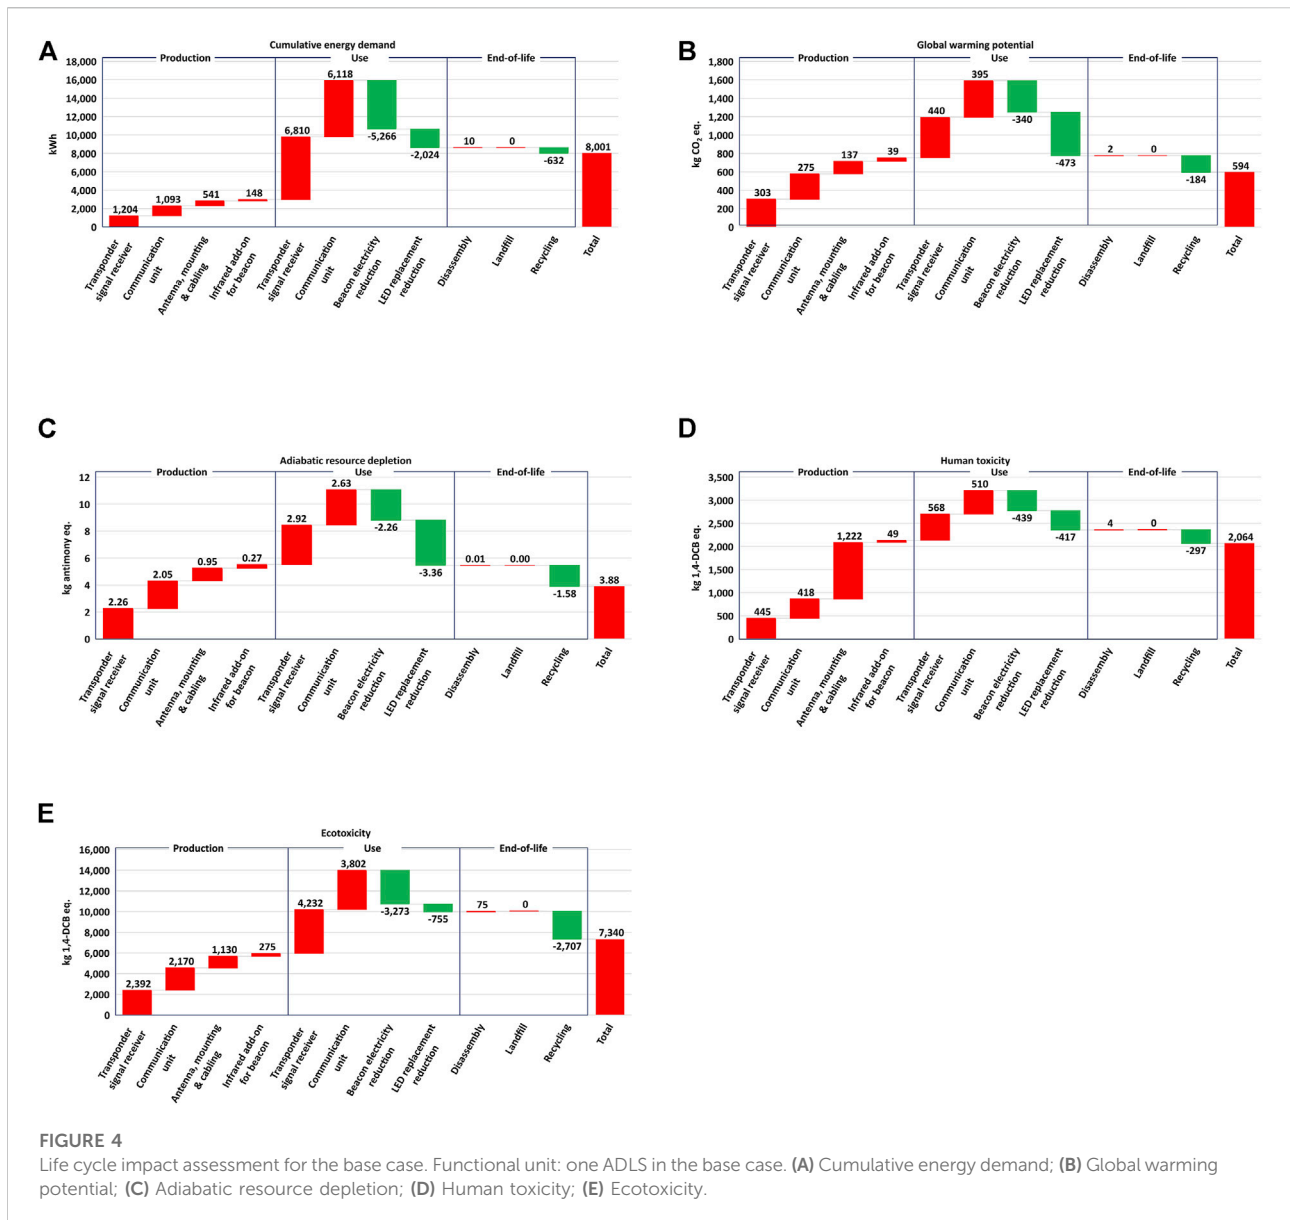 A
Cumulative energy demand
Production
Use
End-of-life
kWh
18,000
16,000
14,000
12,000
10,000
8,000
6,000
4,000
2,000
0
1,204
1,093
541
148
6,810
6,118
-5,266
-2,024
10
0
-632
8,001
Transponder
signal receiver
Communication
unit
Antenna, mounting
& cabling
Infrared add-on
for beacon
Transponder
signal receiver
Communication
unit
Beacon electricity
reduction
LED replacement
reduction
Disassembly
Landfill
Recycling
Total
B
Global warming potential
Production
Use
End-of-life
kg CO₂ eq.
1,800
1,600
1,400
1,200
1,000
800
600
400
200
0
303
275
137
39
440
395
-340
-473
2
0
-184
594
Transponder
signal receiver
Communication
unit
Antenna, mounting
& cabling
Infrared add-on
for beacon
Transponder
signal receiver
Communication
unit
Beacon electricity
reduction
LED replacement
reduction
Disassembly
Landfill
Recycling
Total
C
Adiabatic resource depletion
Production
Use
End-of-life
kg antimony eq.
12
10
8
6
4
2
0
2.26
2.05
0.95
0.27
2.92
2.63
-2.26
-3.36
0.01
0.00
-1.58
3.88
Transponder
signal receiver
Communication
unit
Antenna, mounting
& cabling
Infrared add-on
for beacon
Transponder
signal receiver
Communication
unit
Beacon electricity
reduction
LED replacement
reduction
Disassembly
Landfill
Recycling
Total
D
Human toxicity
Production
Use
End-of-life
kg 1,4-DCB eq.
3,500
3,000
2,500
2,000
1,500
1,000
500
0
445
418
1,222
49
568
510
-439
-417
4
0
-297
2,064
Transponder
signal receiver
Communication
unit
Antenna, mounting
& cabling
Infrared add-on
for beacon
Transponder
signal receiver
Communication
unit
Beacon electricity
reduction
LED replacement
reduction
Disassembly
Landfill
Recycling
Total
E
Ecotoxicity
Production
Use
End-of-life
kg 1,4-DCB eq.
16,000
14,000
12,000
10,000
8,000
6,000
4,000
2,000
0
2,392
2,170
1,130
275
4,232
3,802
-3,273
-755
75
0
-2,707
7,340
Transponder
signal receiver
Communication
unit
Antenna, mounting
& cabling
Infrared add-on
for beacon
Transponder
signal receiver
Communication
unit
Beacon electricity
reduction
LED replacement
reduction
Disassembly
Landfill
Recycling
Total
FIGURE 4
Life cycle impact assessment for the base case. Functional unit: one ADLS in the base case. (A) Cumulative energy demand; (B) Global warming
potential; (C) Adiabatic resource depletion; (D) Human toxicity; (E) Ecotoxicity.